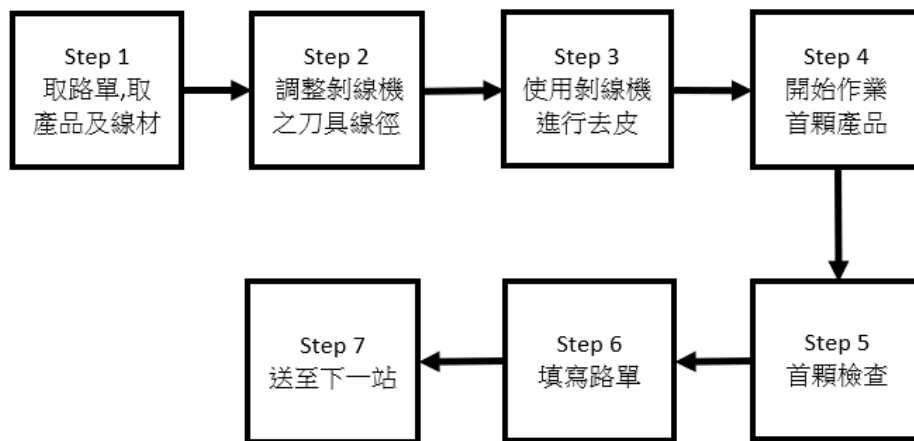 Step 1
取路單,取
產品及線材
Step 2
調整剝線機
之刀具線徑
Step 3
使用剝線機
進行去皮
Step 4
開始作業
首顆產品
Step 5
首顆檢查
Step 6
填寫路單
Step 7
送至下一站